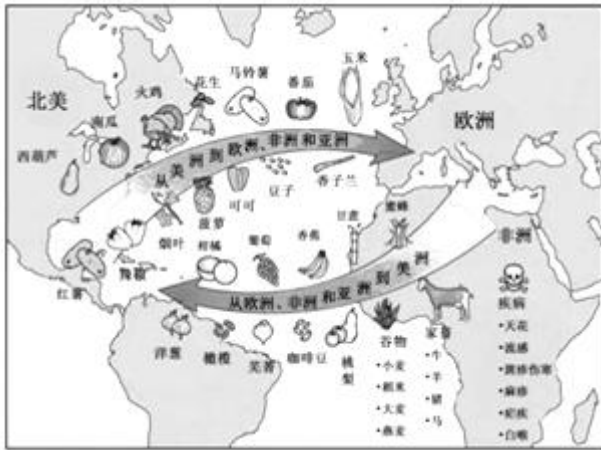 北美
欧洲
非洲
火鸡
花生
马铃薯
番茄
玉米
南瓜
西葫芦
从美洲到欧洲、非洲和亚洲
烟叶
菠萝
可可
豆子
香子兰
红薯
柑橘
葡萄
香蕉
甘蔗
蜜蜂
从欧洲、非洲和亚洲到美洲
洋葱
橄榄
芜菁
咖啡豆
桃
梨
谷物
•小麦
•稻米
•大麦
•燕麦
家畜
•牛
•羊
•猪
•马
疾病
•天花
•流感
•斑疹伤寒
•麻疹
•疟疾
•白喉